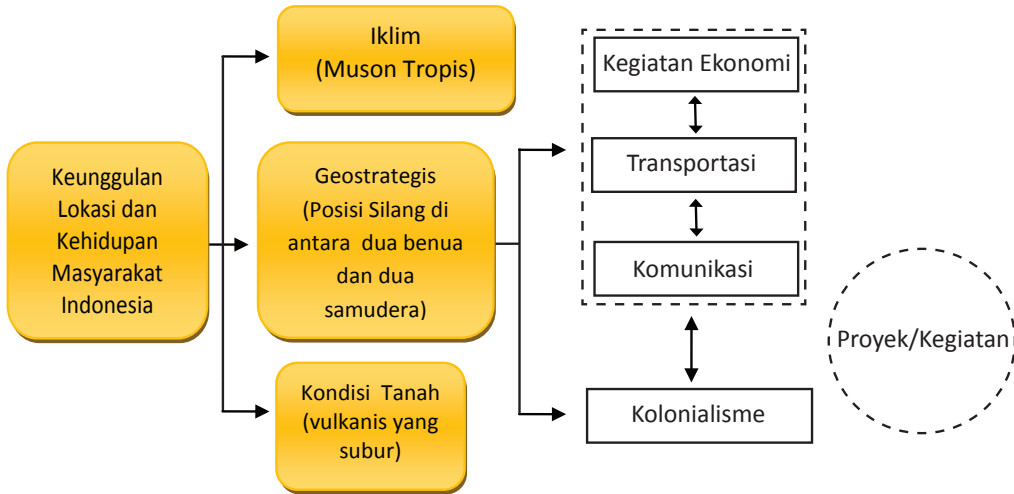 Keunggulan
Lokasi dan
Kehidupan
Masyarakat
Indonesia
Iklim
(Muson Tropis)
Geostrategis
(Posisi Silang di
antara dua benua
dan dua
samudera)
Kondisi Tanah
(vulkanis yang
subur)
Kegiatan Ekonomi
Transportasi
Komunikasi
Kolonialisme
Proyek/Kegiatan